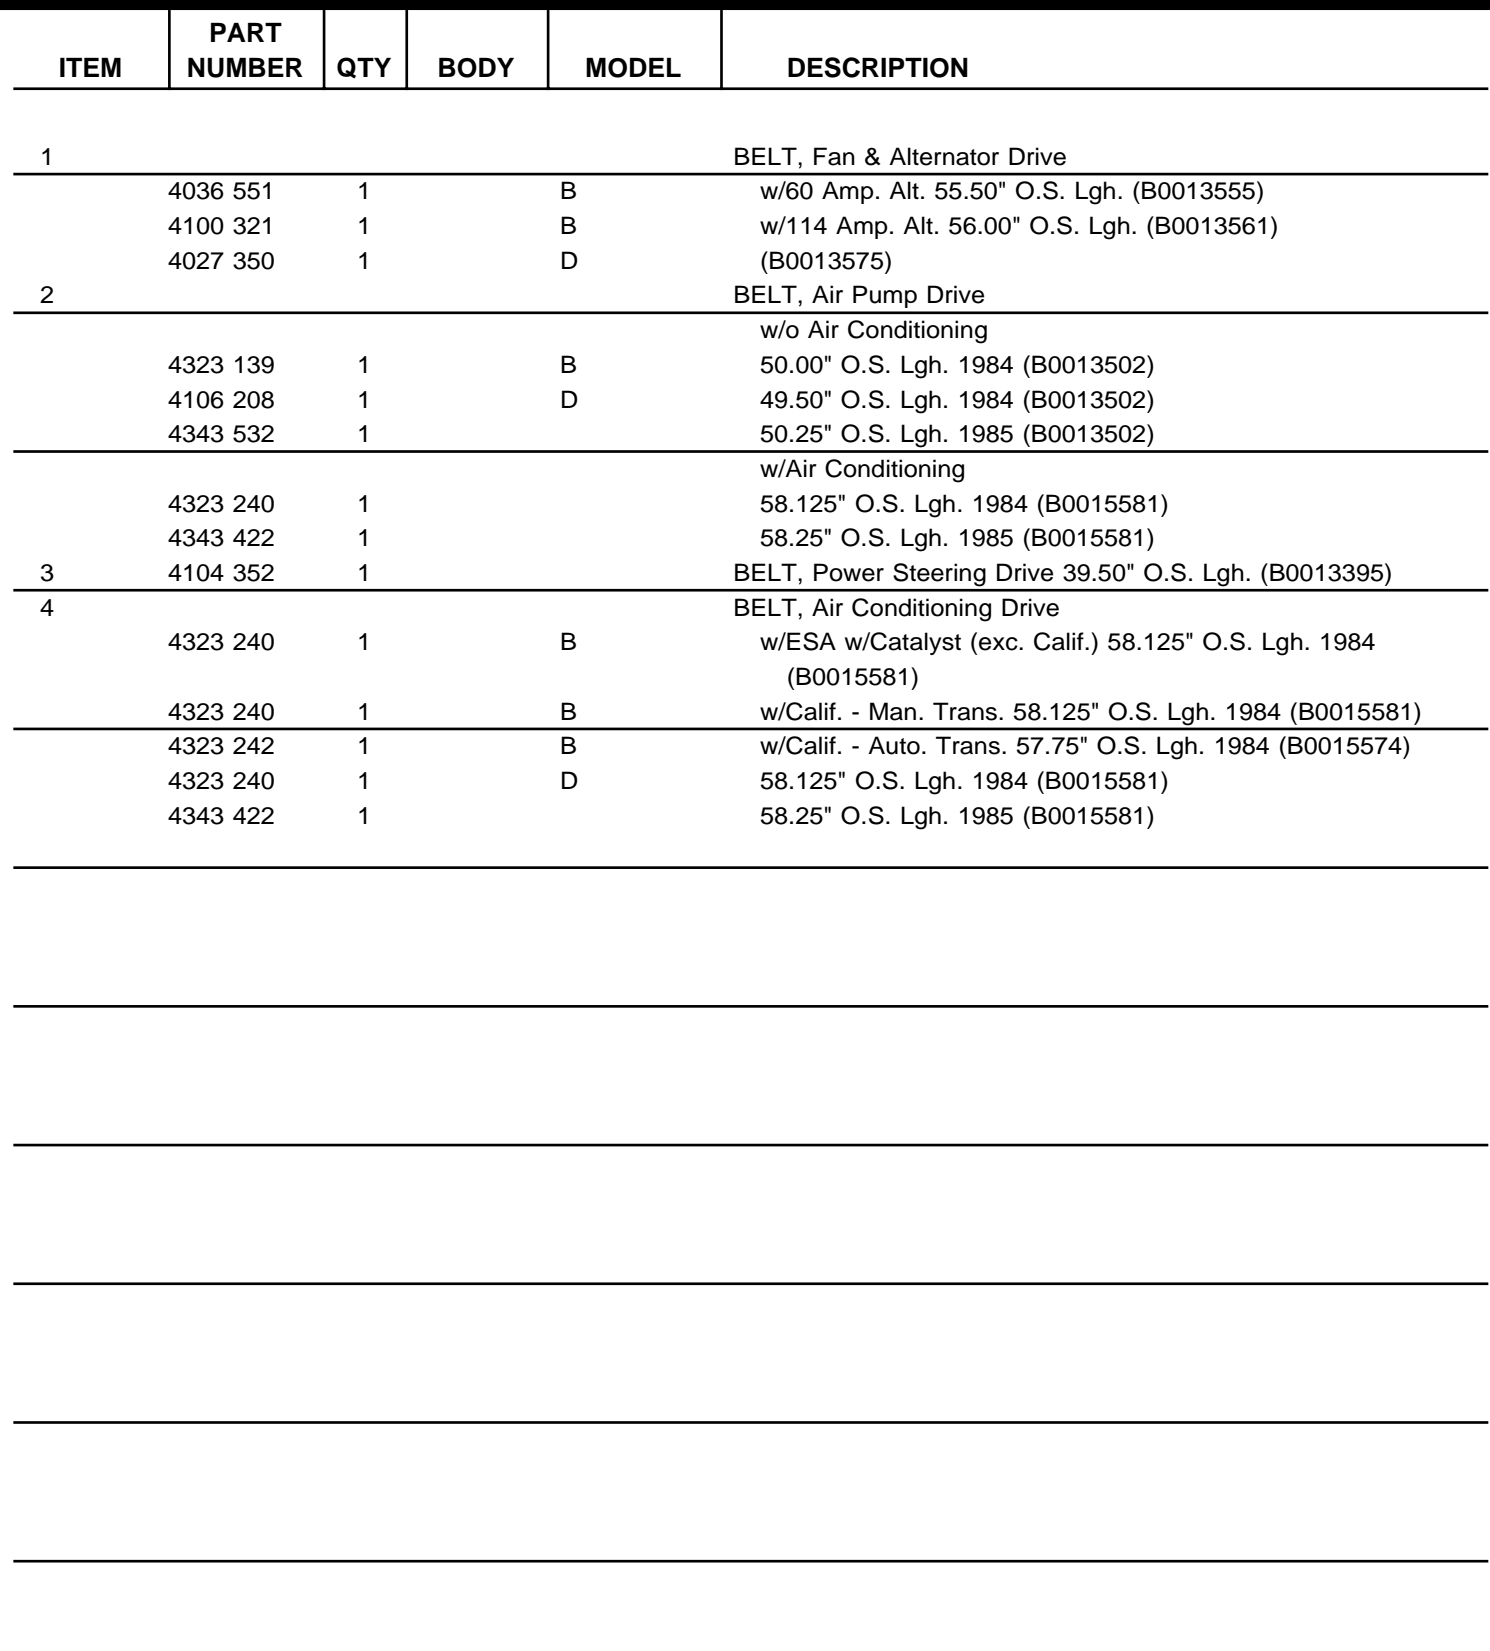 PART
ITEM NUMBER QTY BODY MODEL DESCRIPTION
1 BELT, Fan & Alternator Drive
4036 551 1 B w/60 Amp. Alt. 55.50" O.S. Lgh. (B0013555)
4100 321 1 B w/114 Amp. Alt. 56.00" O.S. Lgh. (B0013561)
4027 350 1 D (B0013575)
2 BELT, Air Pump Drive
w/o Air Conditioning
4323 139 1 B 50.00" O.S. Lgh. 1984 (B0013502)
4106 208 1 D 49.50" O.S. Lgh. 1984 (B0013502)
4343 532 1 50.25" O.S. Lgh. 1985 (B0013502)
w/Air Conditioning
4323 240 1 58.125" O.S. Lgh. 1984 (B0015581)
4343 422 1 58.25" O.S. Lgh. 1985 (B0015581)
3 4104 352 1 BELT, Power Steering Drive 39.50" O.S. Lgh. (B0013395)
4 BELT, Air Conditioning Drive
4323 240 1 B w/ESA w/Catalyst (exc. Calif.) 58.125" O.S. Lgh. 1984
(B0015581)
4323 240 1 B w/Calif. - Man. Trans. 58.125" O.S. Lgh. 1984 (B0015581)
4323 242 1 B w/Calif. - Auto. Trans. 57.75" O.S. Lgh. 1984 (B0015574)
4323 240 1 D 58.125" O.S. Lgh. 1984 (B0015581)
4343 422 1 58.25" O.S. Lgh. 1985 (B0015581)